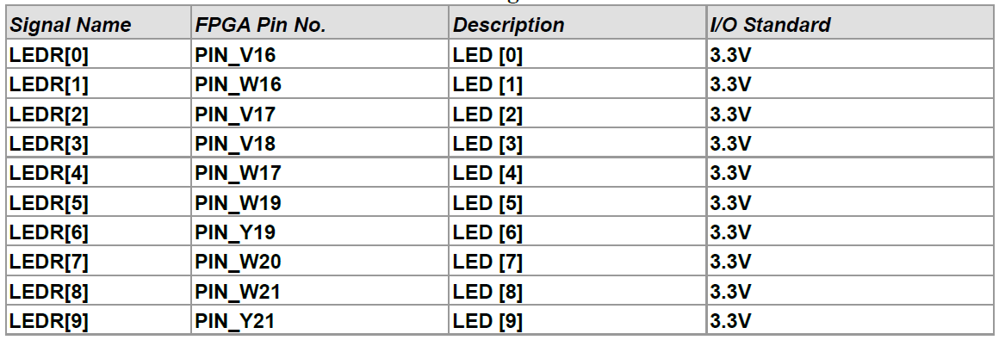 Signal Name FPGA Pin No. Description I/O Standard
LEDR[0] PIN_V16 LED [0] 3.3V
LEDR[1] PIN_W16 LED [1] 3.3V
LEDR[2] PIN_V17 LED [2] 3.3V
LEDR[3] PIN_V18 LED [3] 3.3V
LEDR[4] PIN_W17 LED [4] 3.3V
LEDR[5] PIN_W19 LED [5] 3.3V
LEDR[6] PIN_Y19 LED [6] 3.3V
LEDR[7] PIN_W20 LED [7] 3.3V
LEDR[8] PIN_W21 LED [8] 3.3V
LEDR[9] PIN_Y21 LED [9] 3.3V